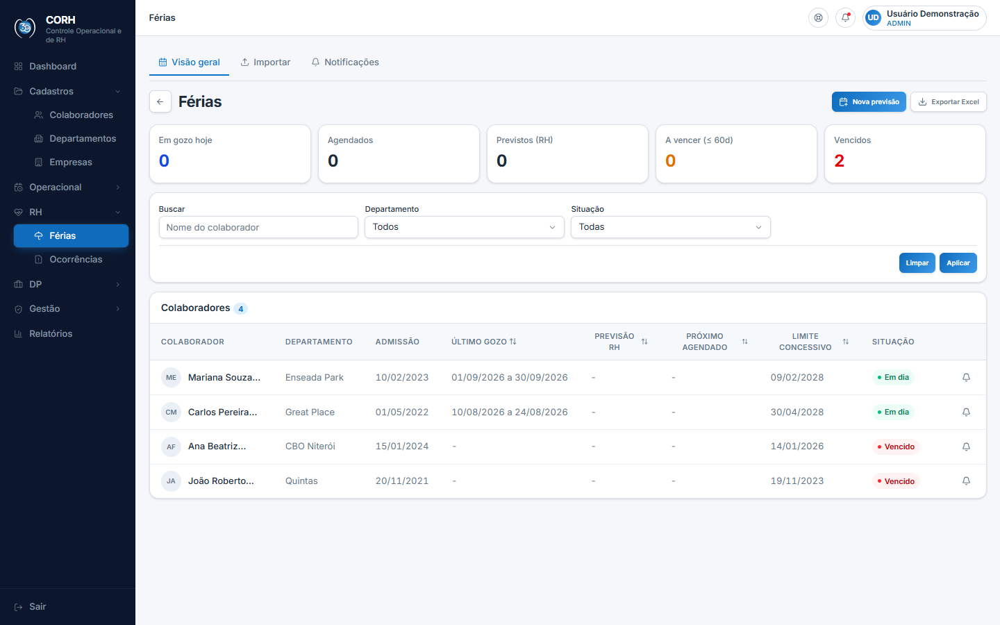 CORH
Controle Operacional e
de RH
Dashboard
Cadastros
Colaboradores
Departamentos
Empresas
Operacional
RH
Férias
Ocorrências
DP
Gestão
Relatórios
Sair
Férias
UD
Usuário Demonstração
ADMIN
Visão geral
Importar
Notificações
Férias
Nova previsão
Exportar Excel
Em gozo hoje
0
Agendados
0
Previstos (RH)
0
A vencer (≤ 60d)
0
Vencidos
2
Buscar
Nome do colaborador
Departamento
Todos
Situação
Todas
Limpar
Aplicar
Colaboradores 4
COLABORADOR DEPARTAMENTO ADMISSÃO ÚLTIMO GOZO PREVISÃO RH PRÓXIMO AGENDADO LIMITE CONCESSIVO SITUAÇÃO
ME Mariana Souza... Enseada Park 10/02/2023 01/09/2026 a 30/09/2026 - - 09/02/2028 Em dia
CM Carlos Pereira... Great Place 01/05/2022 10/08/2026 a 24/08/2026 - - 30/04/2028 Em dia
AF Ana Beatriz... CBO Niterói 15/01/2024 - - - 14/01/2026 Vencido
JA João Roberto... Quintas 20/11/2021 - - - 19/11/2023 Vencido